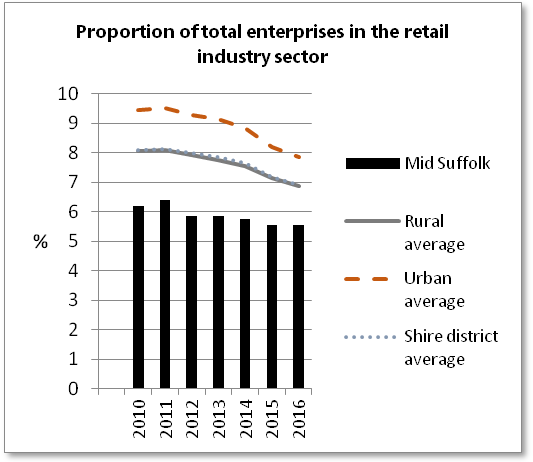 Proportion of total enterprises in the retail
industry sector
10
9
8
7
6
5
4
3
2
1
0
%
2010
2011
2012
2013
2014
2015
2016
Mid Suffolk
Rural
average
Urban
average
Shire district
average